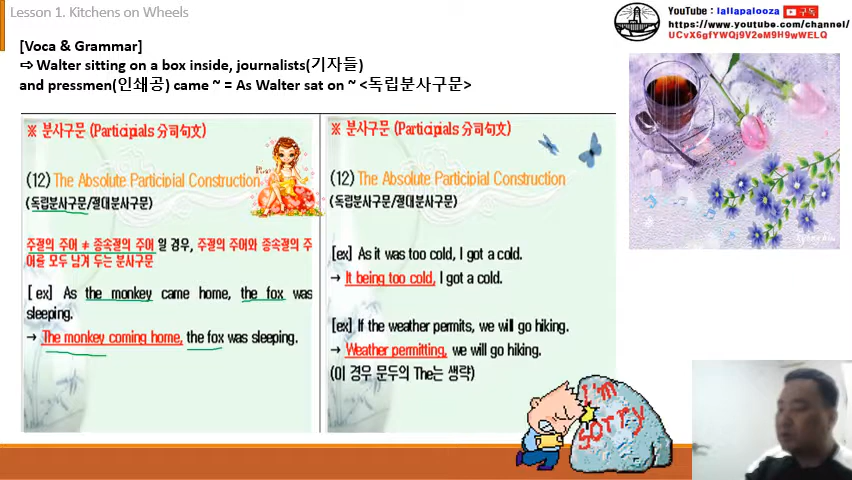 Lesson 1. Kitchens on Wheels
YouTube : lallapalooza 구독
https://www.youtube.com/channel/
UCvX6gfYWQj9V2eM9H9wWELQ
[Voca & Grammar]
⇨ Walter sitting on a box inside, journalists(기자들)
and pressmen(인쇄공) came ~ = As Walter sat on ~ <독립분사구문>
※ 분사구문 (Participials 分司句文)
(12) The Absolute Participial Construction
(독립분사구문/절대분사구문)
주절의 주어 ≠ 종속절의 주어 일 경우, 주절의 주어와 종속절의 주
어를 모두 남겨 두는 분사구문
[ ex] As the monkey came home, the fox was
sleeping.
→ The monkey coming home, the fox was sleeping.
※ 분사구문 (Participials 分司句文)
(12) The Absolute Participial Construction
(독립분사구문/절대분사구문)
[ex] As it was too cold, I got a cold.
→ It being too cold, I got a cold.
[ex] If the weather permits, we will go hiking.
→ Weather permitting, we will go hiking.
(이 경우 문두의 The는 생략)
I'm
sorry